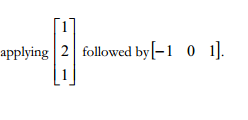 applying [1 2 1]ᵀ followed by [−1 0 1].